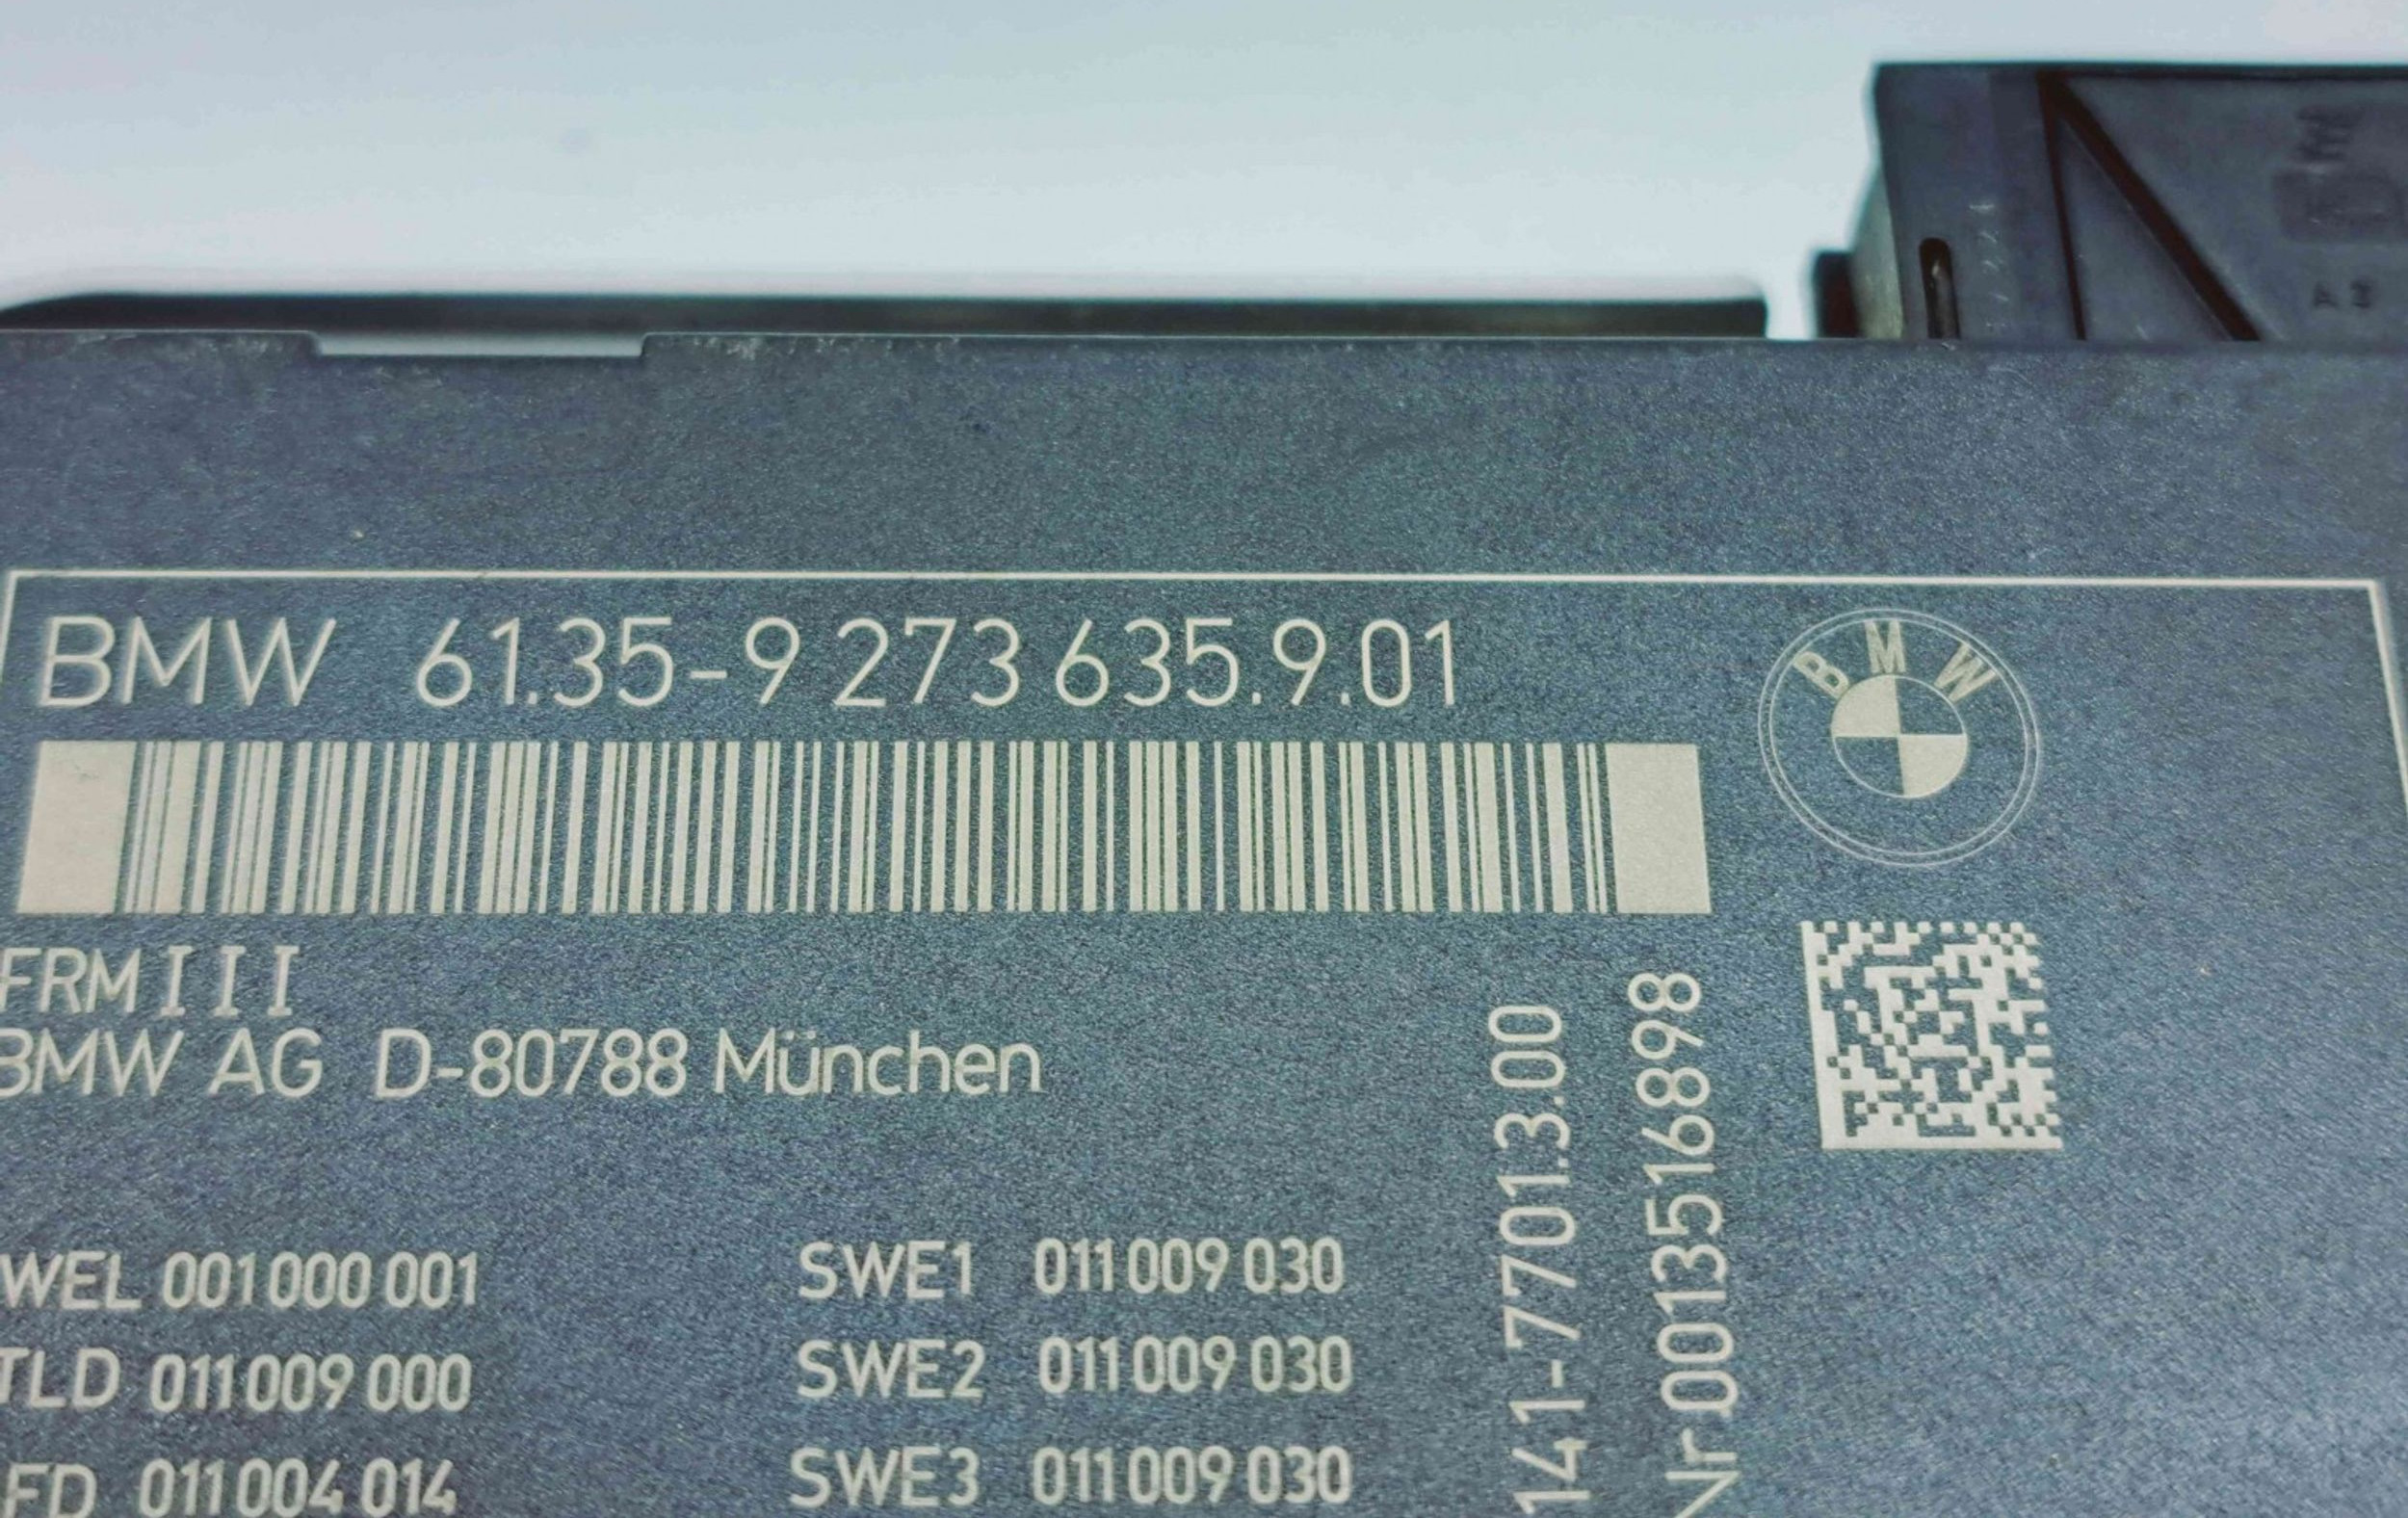 BMW 61.35-9 273 635.9.01
BMW
FRM III
BMW AG D-80788 München
WEL 001 000 001
TLD 011 009 000
FD 011 004 014
SWE1 011 009 030
SWE2 011 009 030
SWE3 011 009 030
141-77013.00
Nr 00135168​98